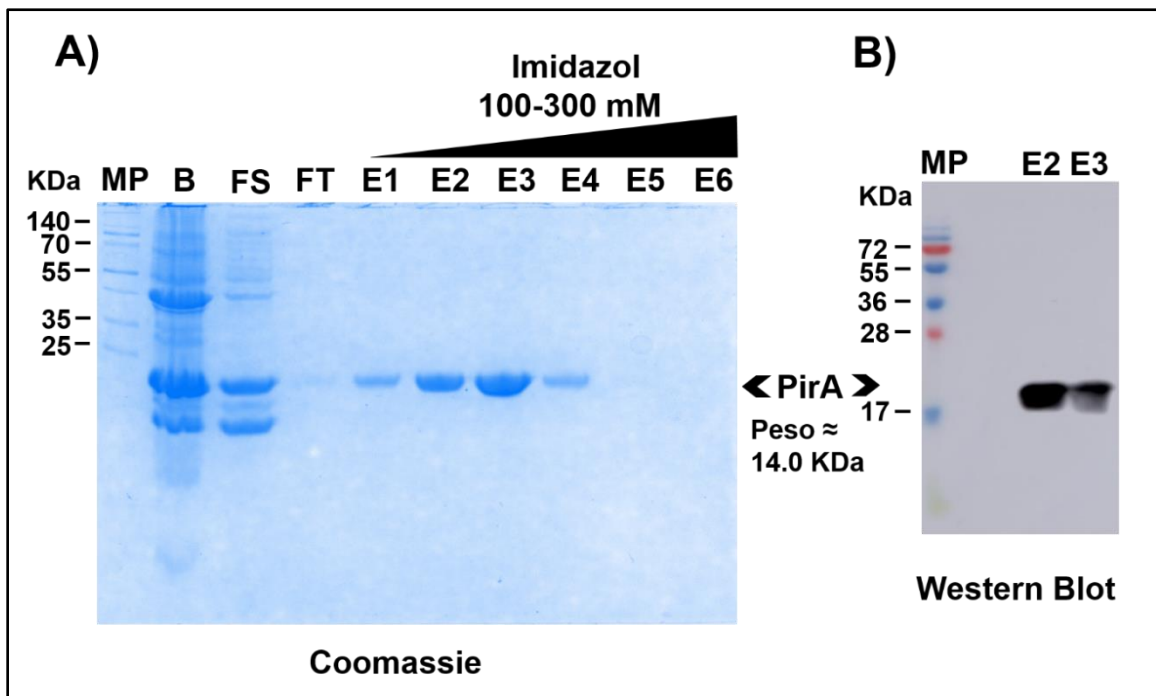 A)
Imidazol
100-300 mM
KDa MP B FS FT E1 E2 E3 E4 E5 E6
140
70
55
35
25
Coomassie
PirA
Peso ≈
14.0 KDa
B)
MP E2 E3
KDa
72
55
36
28
17
Western Blot